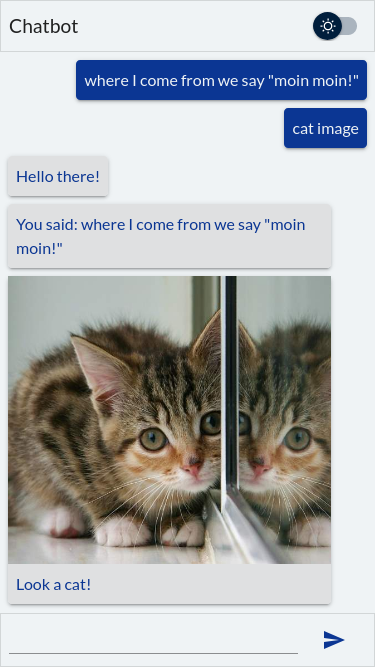 Chatbot
where I come from we say "moin moin!"
cat image
Hello there!
You said: where I come from we say "moin
moin!"
Look a cat!